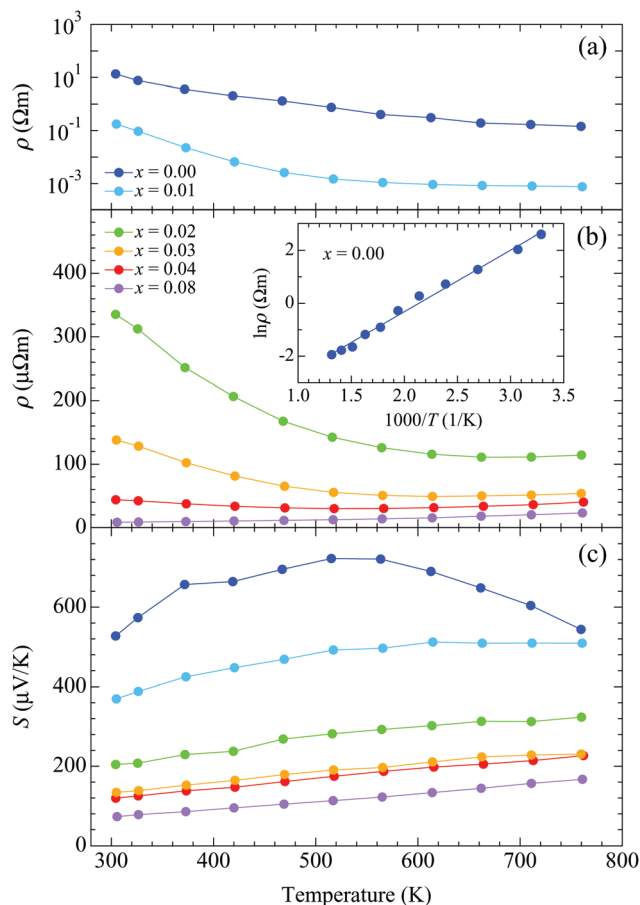 (a)
10³
10¹
10⁻¹
10⁻³
ρ (Ωm)
x = 0.00
x = 0.01
(b)
x = 0.02
x = 0.03
x = 0.04
x = 0.08
400
300
200
100
0
ρ (μΩm)
x = 0.00
2
0
-2
lnρ (Ωm)
1.0 1.5 2.0 2.5 3.0 3.5
1000/T (1/K)
(c)
600
400
200
0
S (μV/K)
300 400 500 600 700 800
Temperature (K)